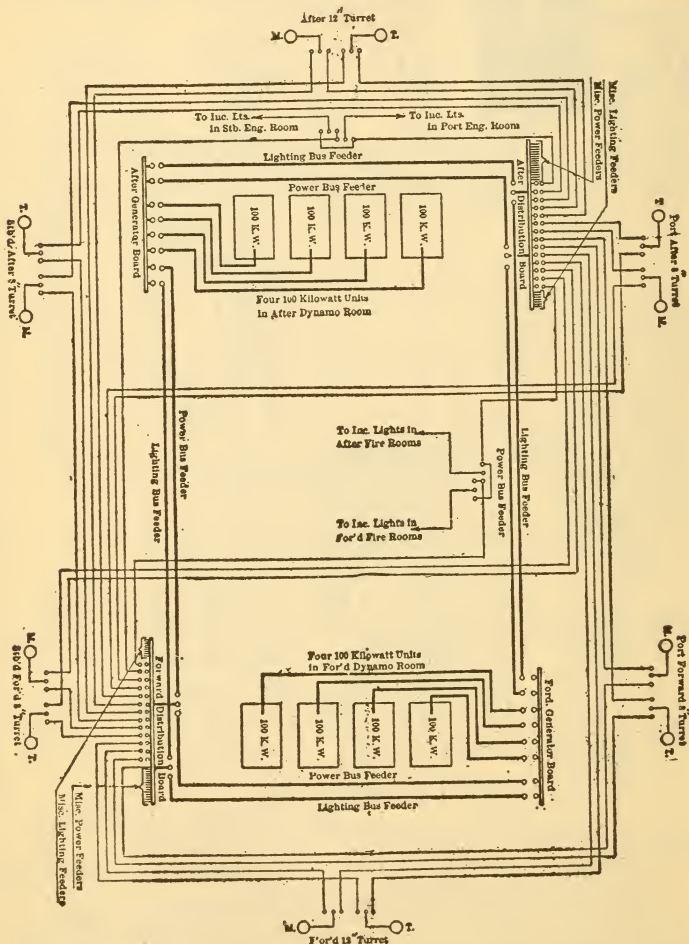 After 12" Turret
M.
T.
Misc. Lighting Feeders
Misc. Power Feeders
To Inc. Lts.
in Stb. Eng. Room
To Inc. Lts.
in Port Eng. Room
Lighting Bus Feeder
After Generator Board
Power Bus Feeder
100 K.W.
100 K.W.
100 K.W.
100 K.W.
After Distribution Board
Four 100 Kilowatt Units
in After Dynamo Room
T.
Stb'd After 8" Turret
M.
T
Port After 8" Turret
M.
Power Bus Feeder
Lighting Bus Feeder
To Inc. Lights in
After Fire Rooms
To Inc. Lights in
For'd Fire Rooms
Lighting Bus Feeder
Power Bus Feeder
M.
Stb'd For'd 8" Turret
T.
M.
Port Forward 8" Turret
T.
Forward Distribution Board
Four 100 Kilowatt Units
in For'd Dynamo Room
100 K.W.
100 K.W.
100 K.W.
100 K.W.
Ford. Generator Board
Power Bus Feeder
Lighting Bus Feeder
Misc. Power Feeders
Misc. Lighting Feeders
M.
T.
For'd 12" Turret